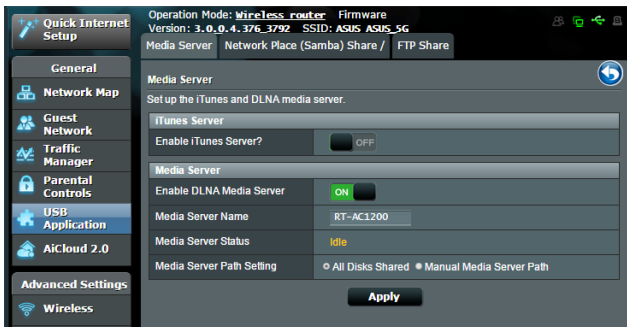 Quick Internet Setup
Operation Mode: Wireless router Firmware
Version: 3.0.0.4.376_3792 SSID: ASUS ASUS_5G
Media Server Network Place (Samba) Share / FTP Share
General
Network Map
Guest Network
Traffic Manager
Parental Controls
USB Application
AiCloud 2.0
Advanced Settings
Wireless
Media Server
Set up the iTunes and DLNA media server.
iTunes Server
Enable iTunes Server? OFF
Media Server
Enable DLNA Media Server ON
Media Server Name RT-AC1200
Media Server Status Idle
Media Server Path Setting All Disks Shared Manual Media Server Path
Apply